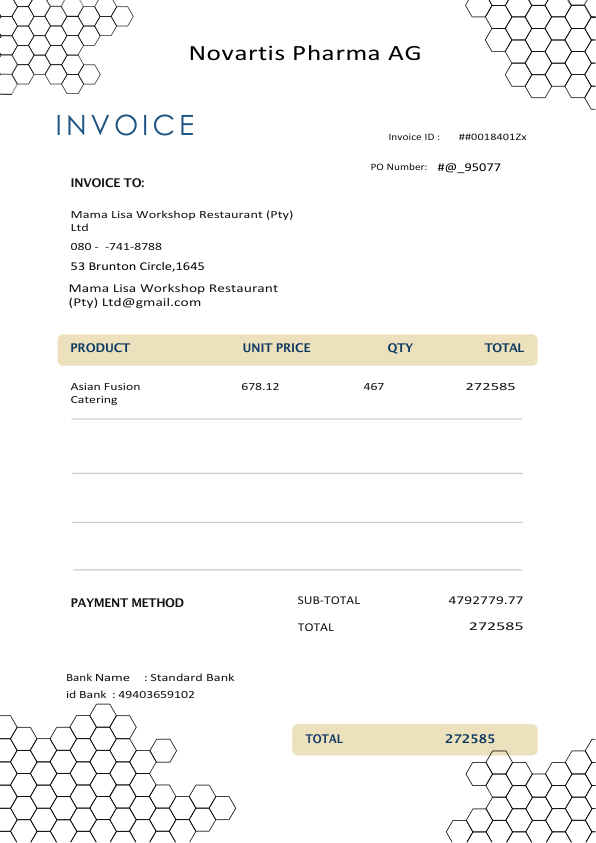 Novartis Pharma AG
INVOICE
Invoice ID : ##0018401Zx
PO Number: #@_95077
INVOICE TO:
Mama Lisa Workshop Restaurant (Pty)
Ltd
080 - -741-8788
53 Brunton Circle,1645
Mama Lisa Workshop Restaurant
(Pty) Ltd@gmail.com
PRODUCT UNIT PRICE QTY TOTAL
Asian Fusion 678.12 467 272585
Catering
PAYMENT METHOD
SUB-TOTAL 4792779.77
TOTAL 272585
Bank Name : Standard Bank
id Bank : 49403659102
TOTAL 272585